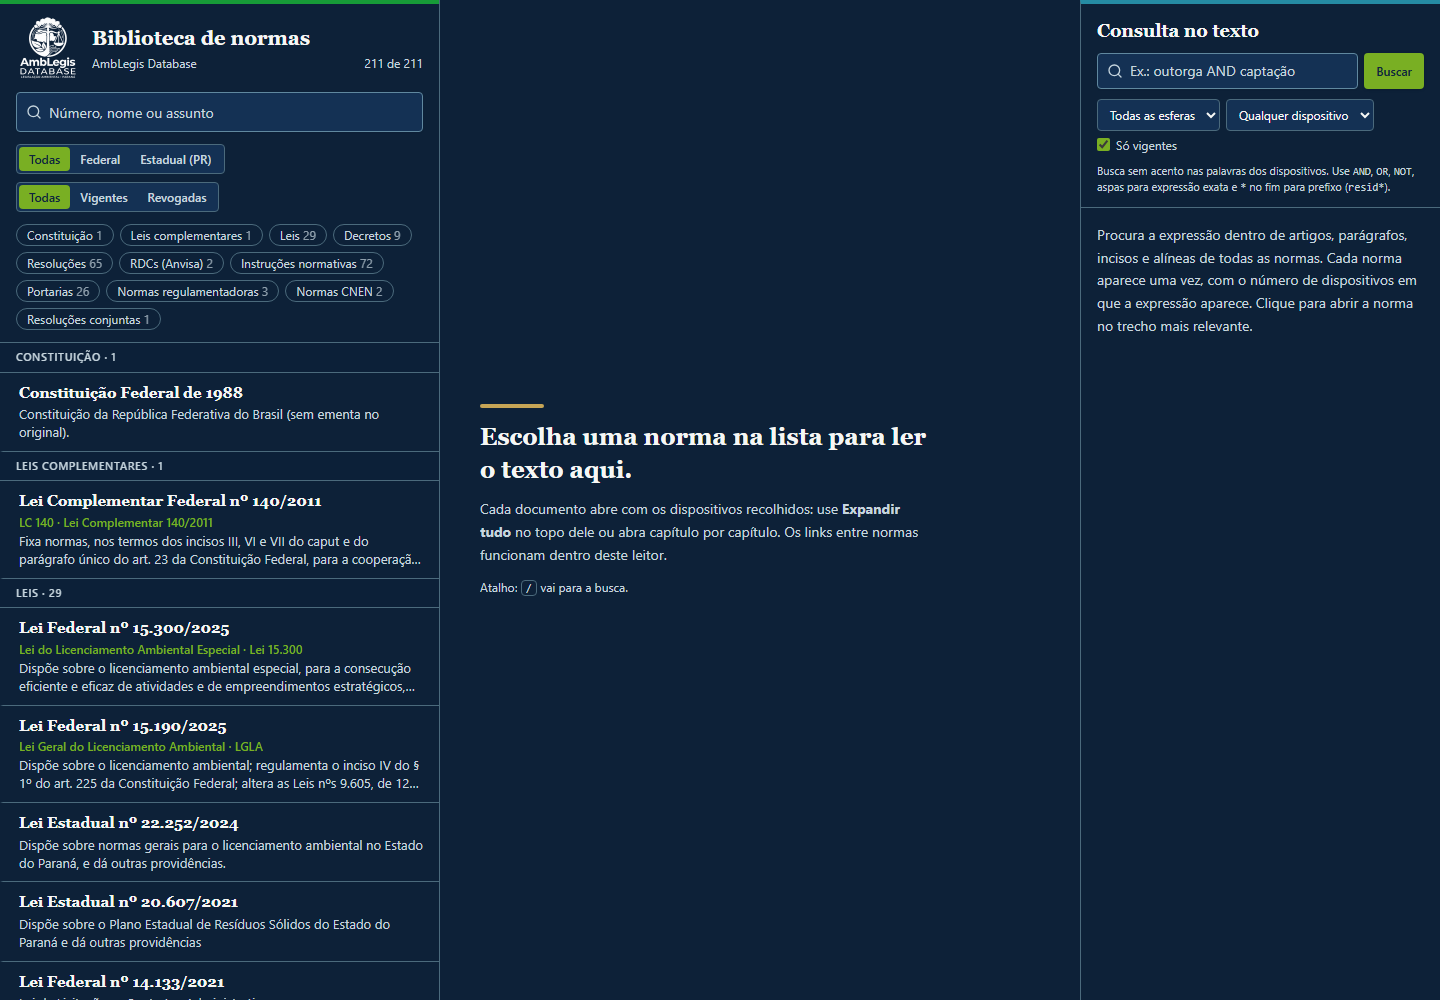 AmbLegis
DATABASE
Biblioteca de normas
AmbLegis Database
211 de 211
Número, nome ou assunto
Todas Federal Estadual (PR)
Todas Vigentes Revogadas
Constituição 1 Leis complementares 1 Leis 29 Decretos 9
Resoluções 65 RDCs (Anvisa) 2 Instruções normativas 72
Portarias 26 Normas regulamentadoras 3 Normas CNEN 2
Resoluções conjuntas 1
CONSTITUIÇÃO · 1
Constituição Federal de 1988
Constituição da República Federativa do Brasil (sem ementa no
original).
LEIS COMPLEMENTARES · 1
Lei Complementar Federal nº 140/2011
LC 140 · Lei Complementar 140/2011
Fixa normas, nos termos dos incisos III, VI e VII do caput e do
parágrafo único do art. 23 da Constituição Federal, para a cooperaçã...
LEIS · 29
Lei Federal nº 15.300/2025
Lei do Licenciamento Ambiental Especial · Lei 15.300
Dispõe sobre o licenciamento ambiental especial, para a consecução
eficiente e eficaz de atividades e de empreendimentos estratégicos,...
Lei Federal nº 15.190/2025
Lei Geral do Licenciamento Ambiental · LGLA
Dispõe sobre o licenciamento ambiental; regulamenta o inciso IV do §
1º do art. 225 da Constituição Federal; altera as Leis nºs 9.605, de 12...
Lei Estadual nº 22.252/2024
Dispõe sobre normas gerais para o licenciamento ambiental no Estado
do Paraná, e dá outras providências.
Lei Estadual nº 20.607/2021
Dispõe sobre o Plano Estadual de Resíduos Sólidos do Estado do
Paraná e dá outras providências
Lei Federal nº 14.133/2021
Escolha uma norma na lista para ler
o texto aqui.
Cada documento abre com os dispositivos recolhidos: use Expandir
tudo no topo dele ou abra capítulo por capítulo. Os links entre normas
funcionam dentro deste leitor.
Atalho: / vai para a busca.
Consulta no texto
Ex.: outorga AND captação Buscar
Todas as esferas Qualquer dispositivo
Só vigentes
Busca sem acento nas palavras dos dispositivos. Use AND, OR, NOT,
aspas para expressão exata e * no fim para prefixo (resid*).
Procura a expressão dentro de artigos, parágrafos,
incisos e alíneas de todas as normas. Cada norma
aparece uma vez, com o número de dispositivos em
que a expressão aparece. Clique para abrir a norma
no trecho mais relevante.